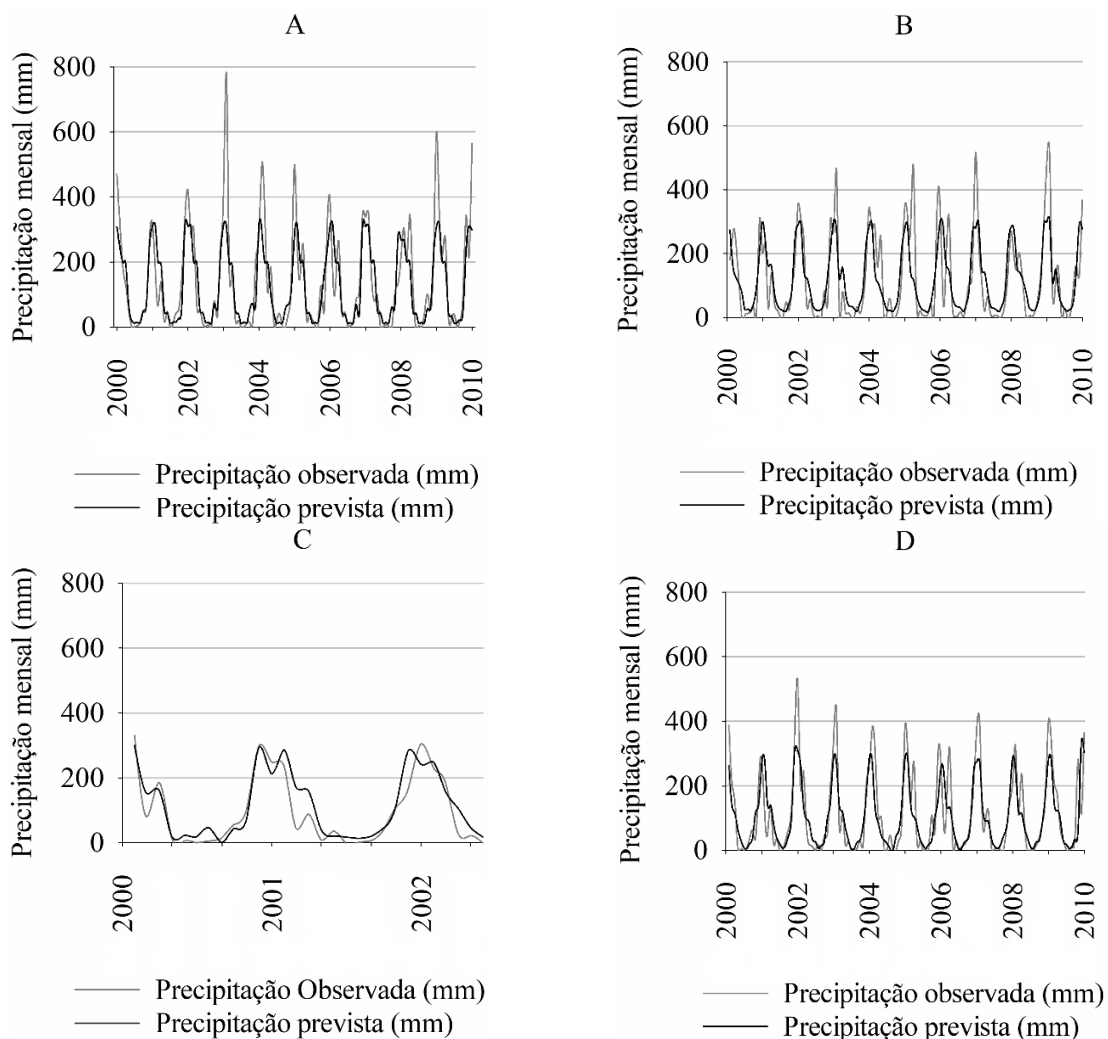 A
Precipitação mensal (mm)
800
600
400
200
0
2000
2002
2004
2006
2008
2010
Precipitação observada (mm)
Precipitação prevista (mm)
B
Precipitação mensal (mm)
800
600
400
200
0
2000
2002
2004
2006
2008
2010
Precipitação observada (mm)
Precipitação prevista (mm)
C
Precipitação mensal (mm)
800
600
400
200
0
2000
2001
2002
Precipitação Observada (mm)
Precipitação prevista (mm)
D
Precipitação mensal (mm)
800
600
400
200
0
2000
2002
2004
2006
2008
2010
Precipitação observada (mm)
Precipitação prevista (mm)